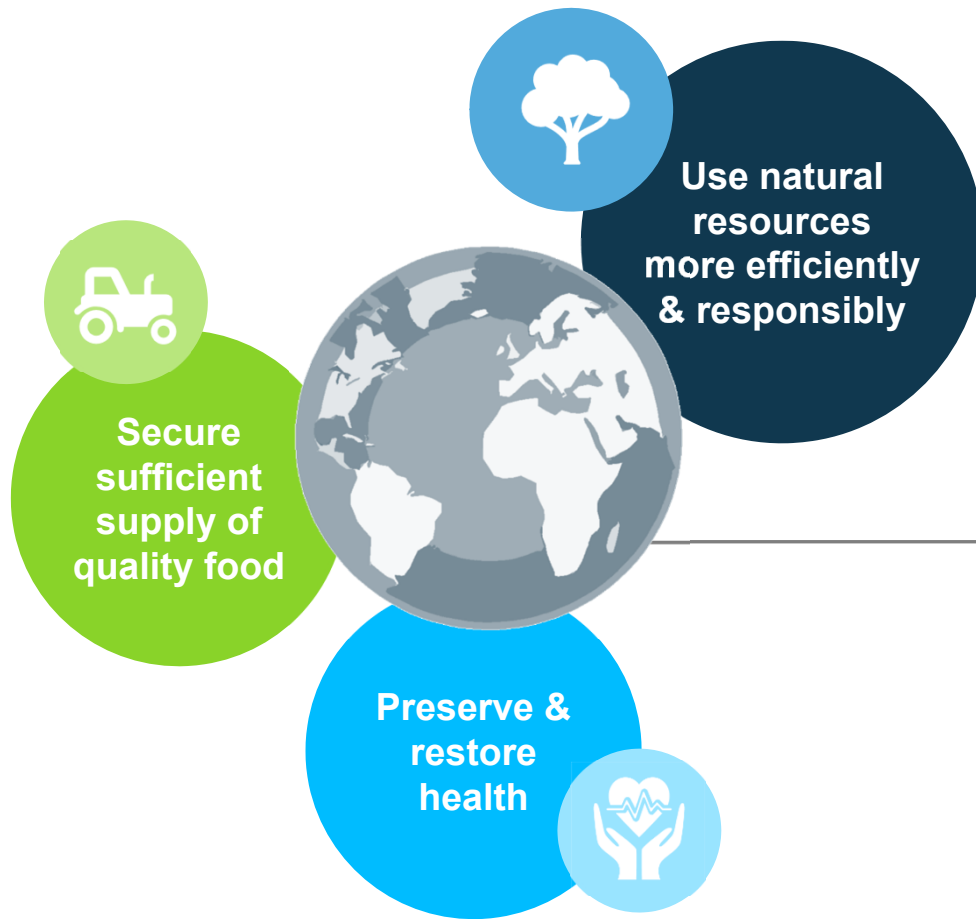 Use natural
resources
more efficiently
& responsibly
Secure
sufficient
supply of
quality food
Preserve &
restore
health